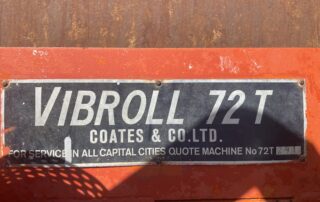 VIBROLL 72 T
COATES & CO. LTD.
FOR SERVICE IN ALL CAPITAL CITIES QUOTE MACHINE No 72T